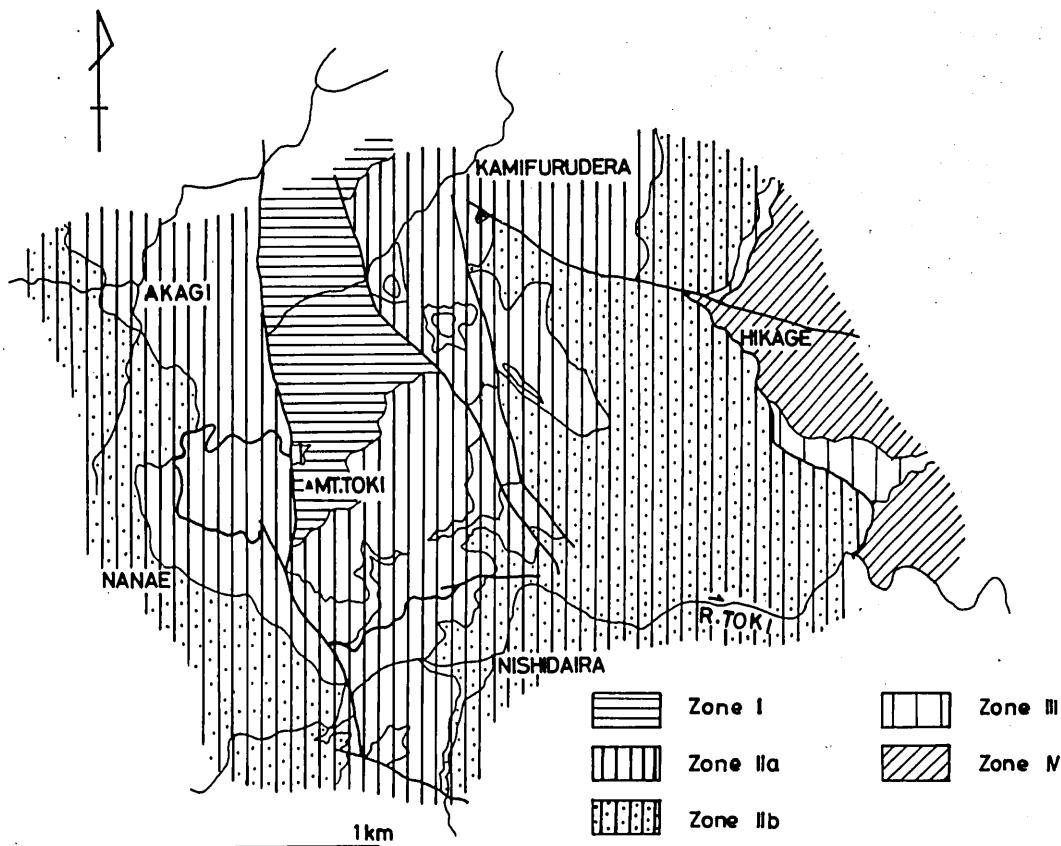 KAMIFURUDERA
AKAGI
HIKAGE
MT.TOKI
NANAE
R.TOKI
NISHIDAIRA
Zone I
Zone III
Zone IIa
Zone IV
Zone IIb
1km